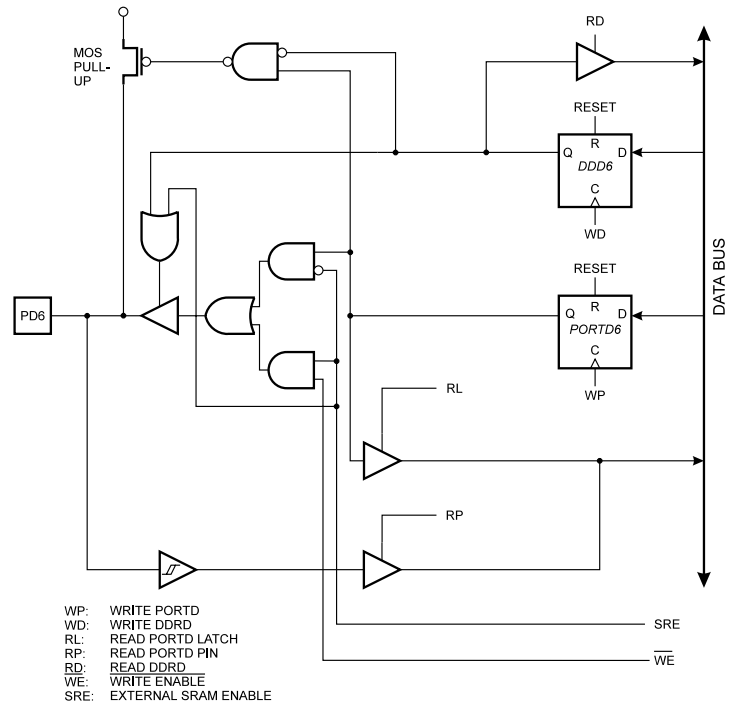 RD
MOS
PULL-
UP
RESET
R
Q
D
DDD6
C
WD
DATA BUS
RESET
PD6
R
Q
D
PORTD6
C
WP
RL
RP
WP: WRITE PORTD
WD: WRITE DDRD
RL: READ PORTD LATCH
RP: READ PORTD PIN
RD: READ DDRD
WE: WRITE ENABLE
SRE: EXTERNAL SRAM ENABLE
SRE
WE